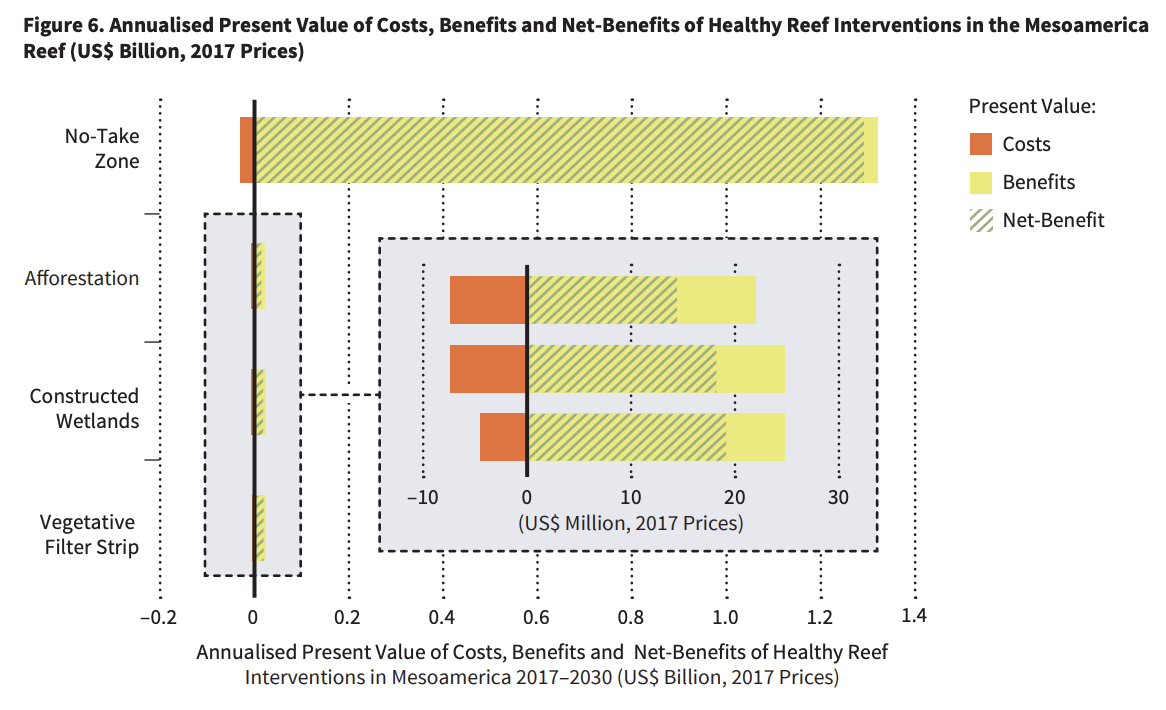 Figure 6. Annualised Present Value of Costs, Benefits and Net-Benefits of Healthy Reef Interventions in the Mesoamerica
Reef (US$ Billion, 2017 Prices)
Present Value:
Costs
Benefits
Net-Benefit
No-Take
Zone
Afforestation
Constructed
Wetlands
Vegetative
Filter Strip
–10 0 10 20 30
(US$ Million, 2017 Prices)
–0.2 0 0.2 0.4 0.6 0.8 1.0 1.2 1.4
Annualised Present Value of Costs, Benefits and Net-Benefits of Healthy Reef
Interventions in Mesoamerica 2017–2030 (US$ Billion, 2017 Prices)